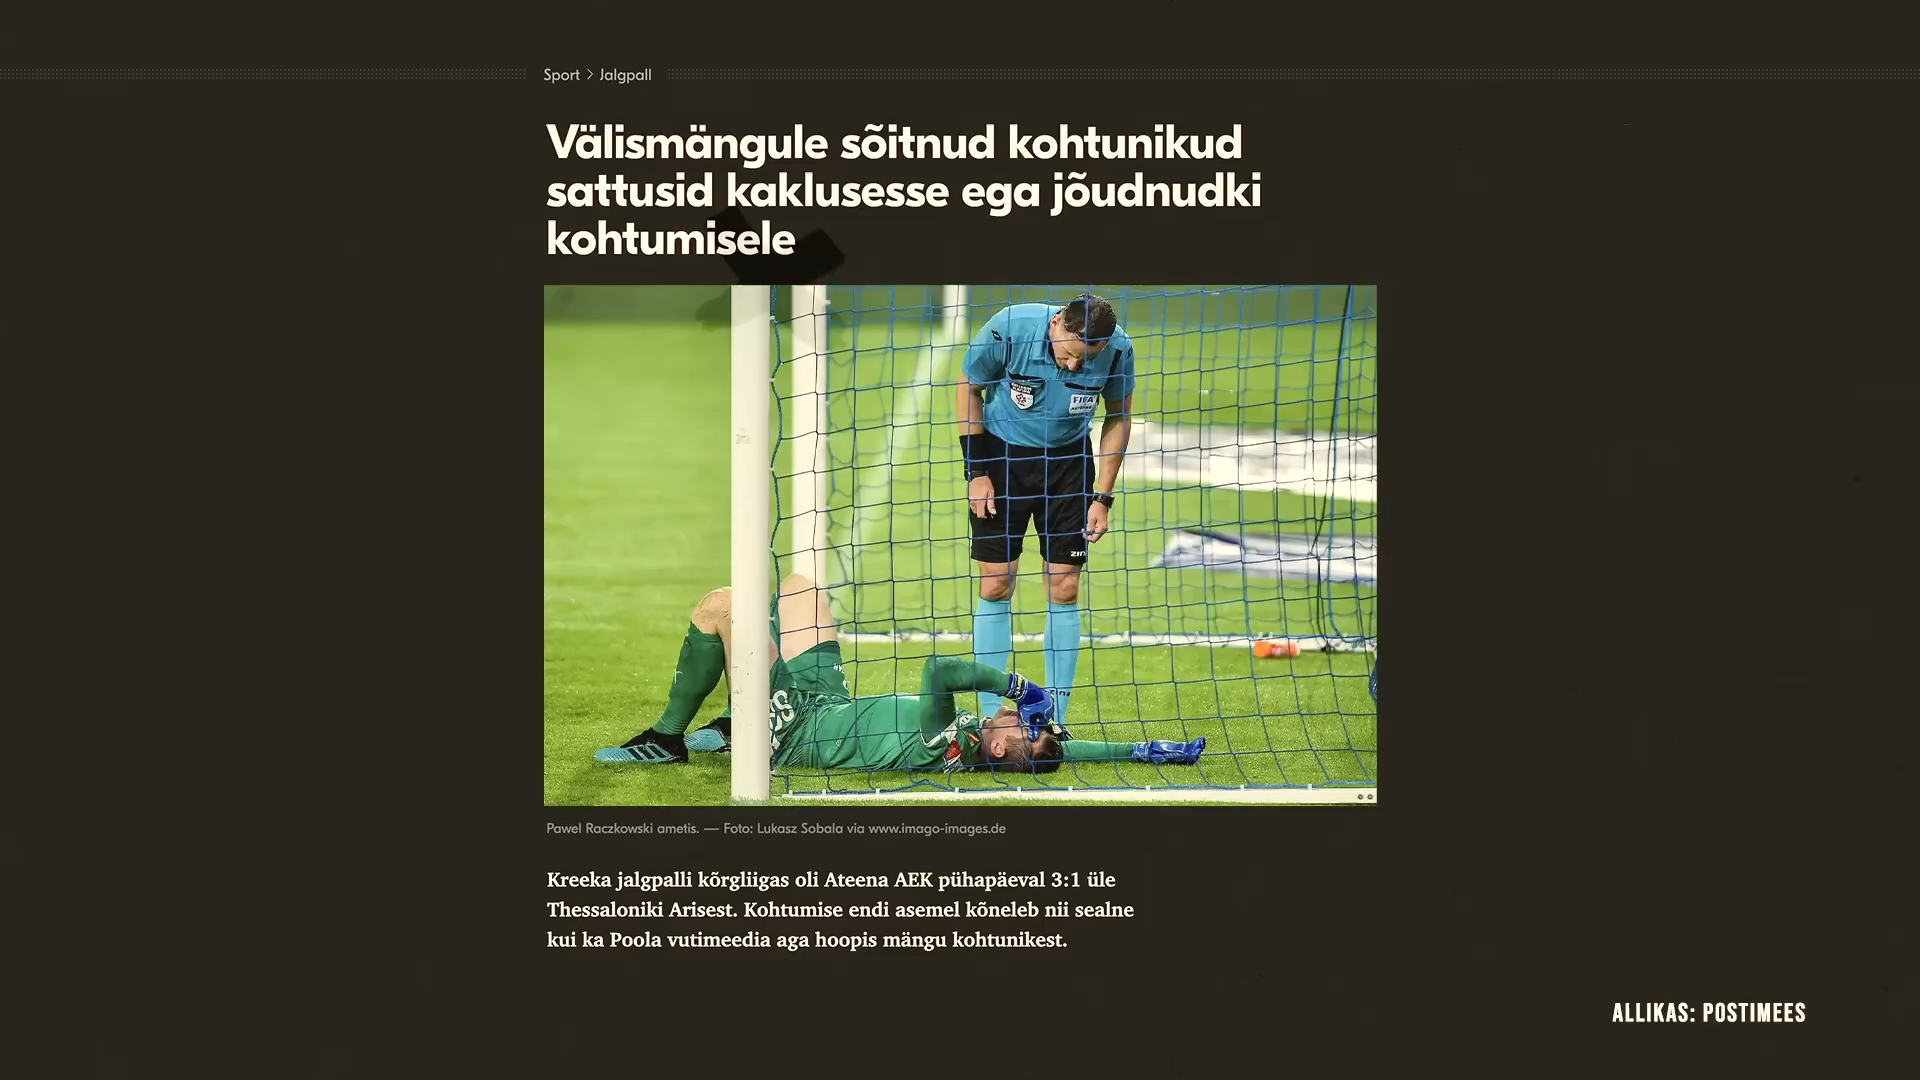 Sport > Jalgpall
Välismängule sõitnud kohtunikud
sattusid kaklusesse ega jõudnudki
kohtumisele
FIFA
Pawel Raczkowski ametis. — Foto: Lukasz Sobala via www.imago-images.de
Kreeka jalgpalli kõrgliigas oli Ateena AEK pühapäeval 3:1 üle
Thessaloniki Arisest. Kohtumise endi asemel kõneleb nii sealne
kui ka Poola vutimeedia aga hoopis mängu kohtunikest.
ALLIKAS: POSTIMEES